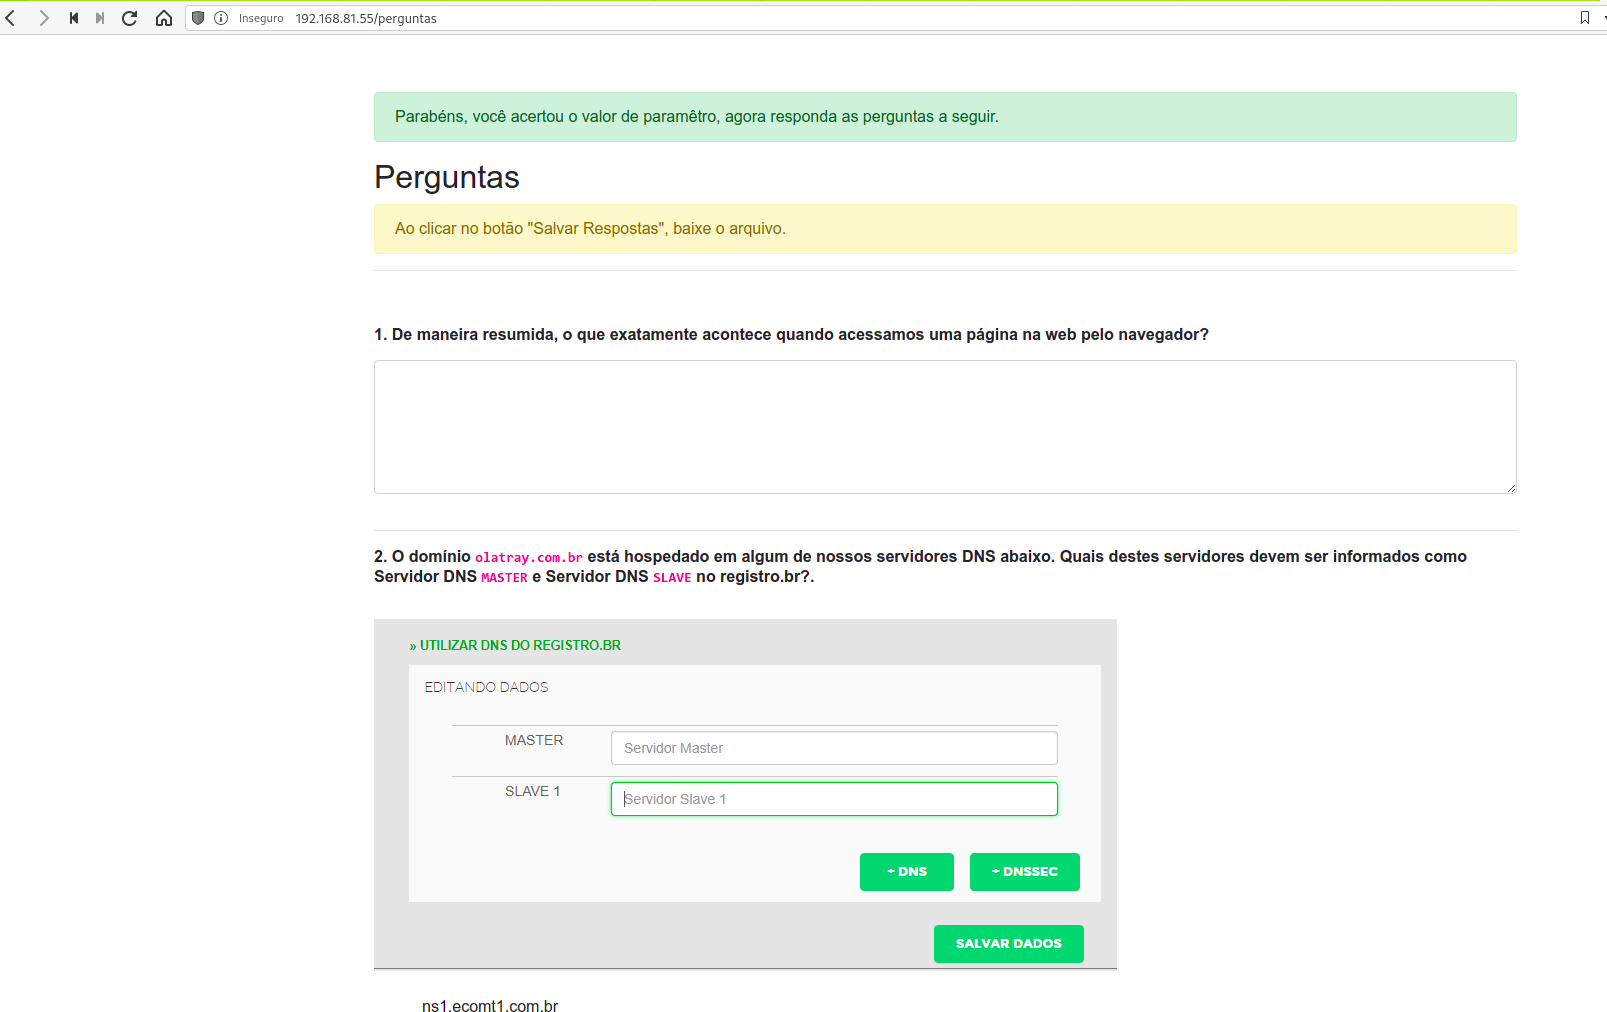 Inseguro 192.168.81.55/perguntas
Parabéns, você acertou o valor de paramêtro, agora responda as perguntas a seguir.
Perguntas
Ao clicar no botão "Salvar Respostas", baixe o arquivo.
1. De maneira resumida, o que exatamente acontece quando acessamos uma página na web pelo navegador?
2. O domínio olatray.com.br está hospedado em algum de nossos servidores DNS abaixo. Quais destes servidores devem ser informados como
Servidor DNS MASTER e Servidor DNS SLAVE no registro.br?.
» UTILIZAR DNS DO REGISTRO.BR
EDITANDO DADOS
MASTER Servidor Master
SLAVE 1 Servidor Slave 1
+ DNS + DNSSEC
SALVAR DADOS
ns1.ecomt1.com.br